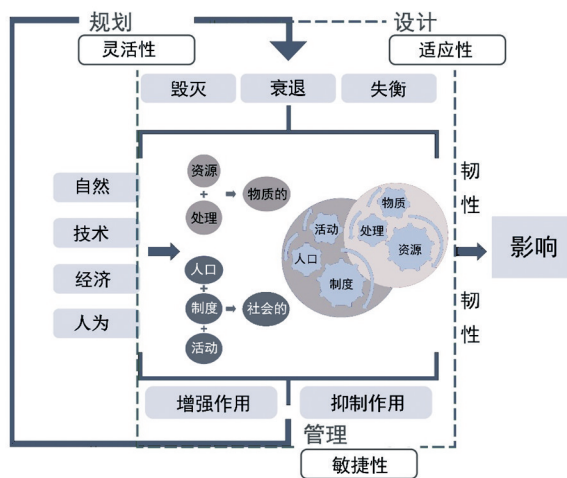 规划
设计
灵活性
适应性
毁灭
衰退
失衡
自然
技术
经济
人为
资源
+
处理
物质的
人口
+
制度
+
活动
社会的
活动
人口
制度
物质
处理
资源
韧性
韧性
影响
增强作用
抑制作用
管理
敏捷性